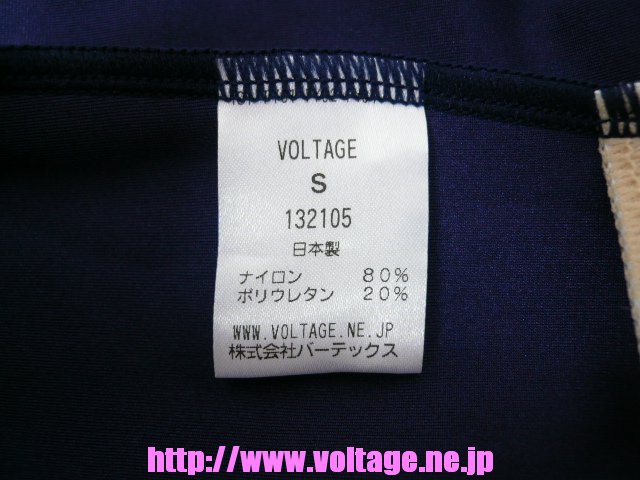 VOLTAGE
S
132105
日本製
ナイロン 80%
ポリウレタン 20%
WWW.VOLTAGE.NE.JP
株式会社バーテックス
http://www.voltage.ne.jp